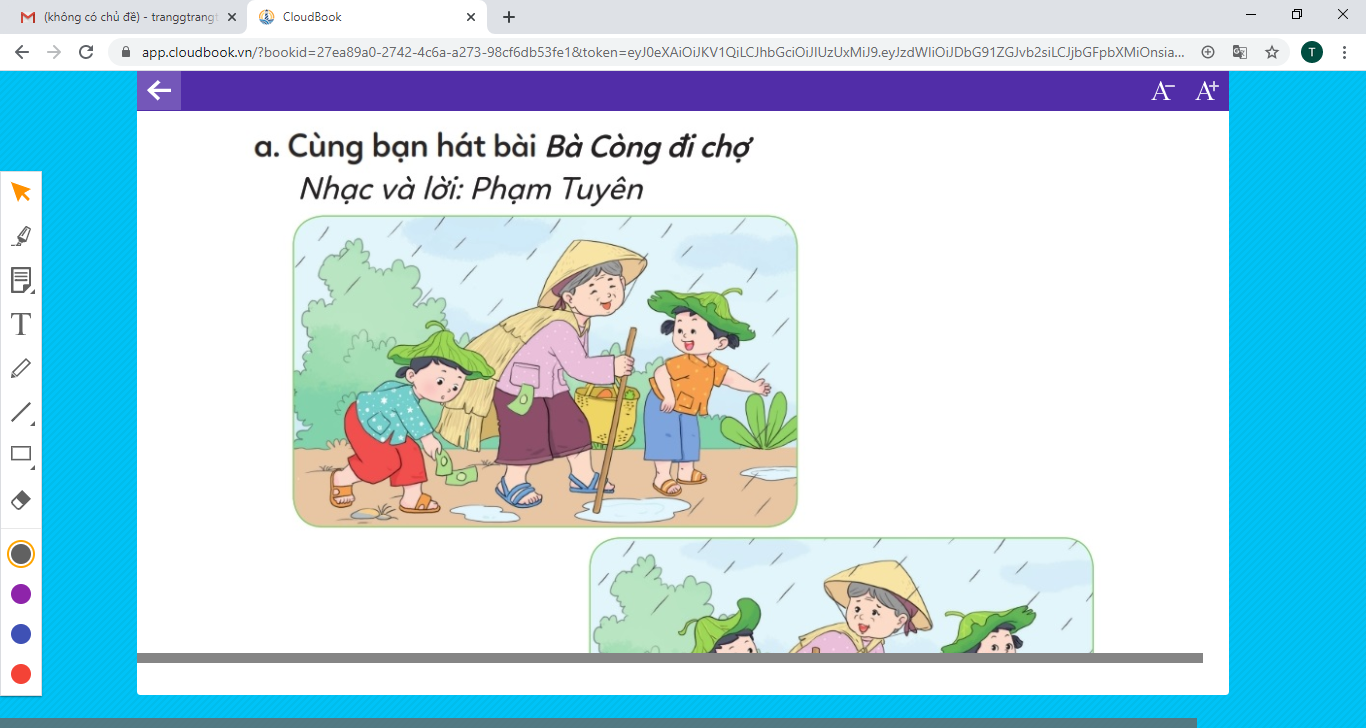 (không có chủ đề) - tranggtrangt
CloudBook
app.cloudbook.vn/?bookid=27ea89a0-2742-4c6a-a273-98cf6db53fe1&token=eyJ0eXAiOiJKV1QiLCJhbGciOiJIUzUxMiJ9.eyJzdWIiOiJDbG91ZGJvb2siLCJjbGFpbXMiOnsia...
T
A⁻ A⁺
a. Cùng bạn hát bài Bà Còng đi chợ
Nhạc và lời: Phạm Tuyên
T